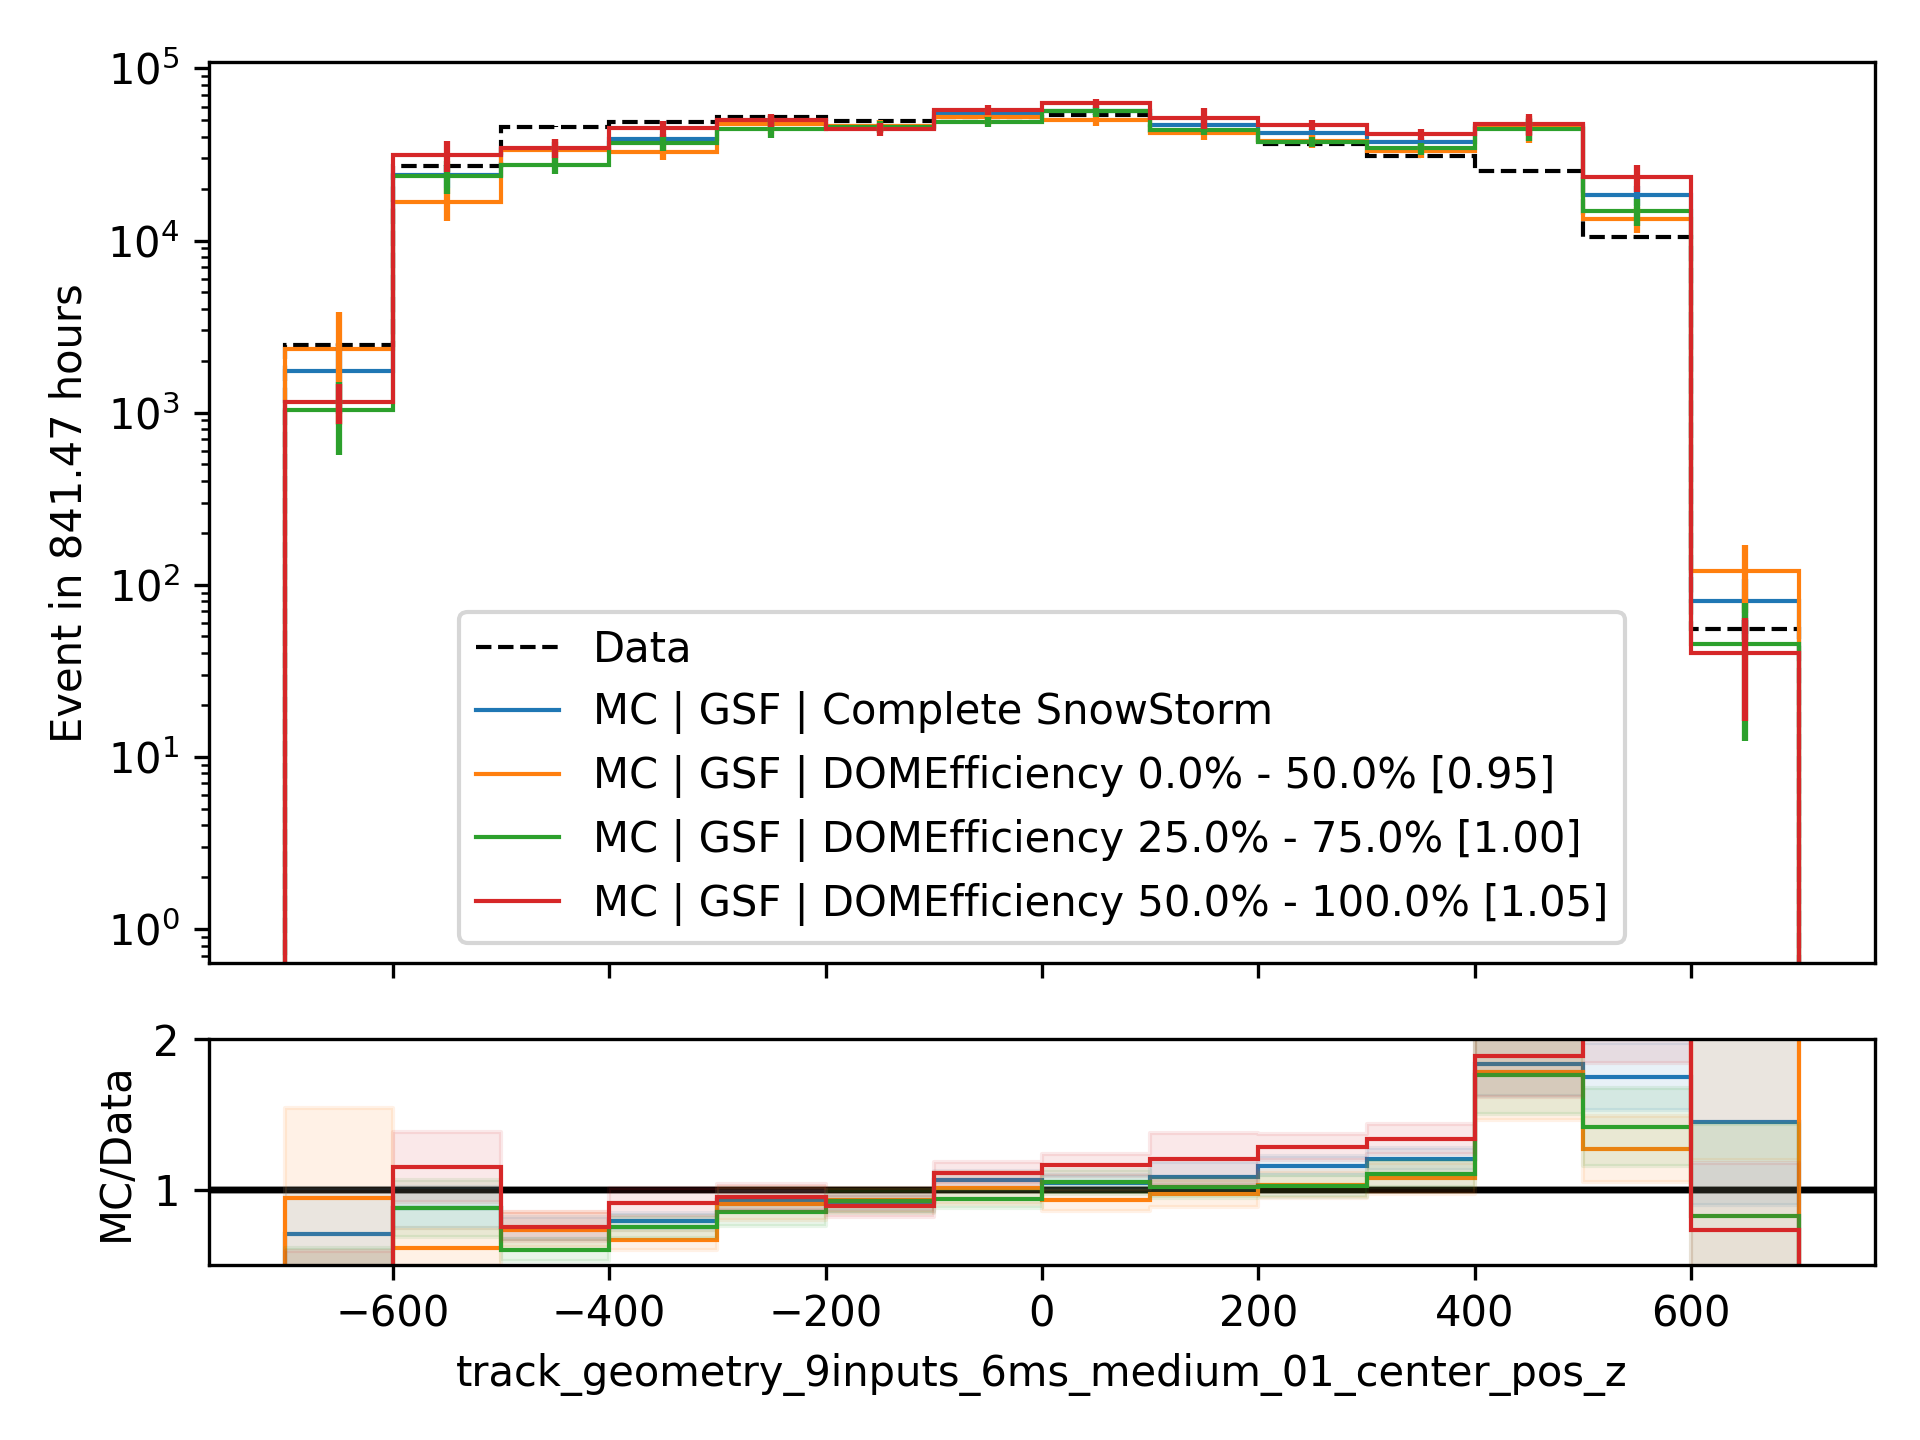 10^5
10^4
10^3
10^2
10^1
10^0
Event in 841.47 hours
Data
MC | GSF | Complete SnowStorm
MC | GSF | DOMEfficiency 0.0% - 50.0% [0.95]
MC | GSF | DOMEfficiency 25.0% - 75.0% [1.00]
MC | GSF | DOMEfficiency 50.0% - 100.0% [1.05]
2
1
MC/Data
−600 −400 −200 0 200 400 600
track_geometry_9inputs_6ms_medium_01_center_pos_z